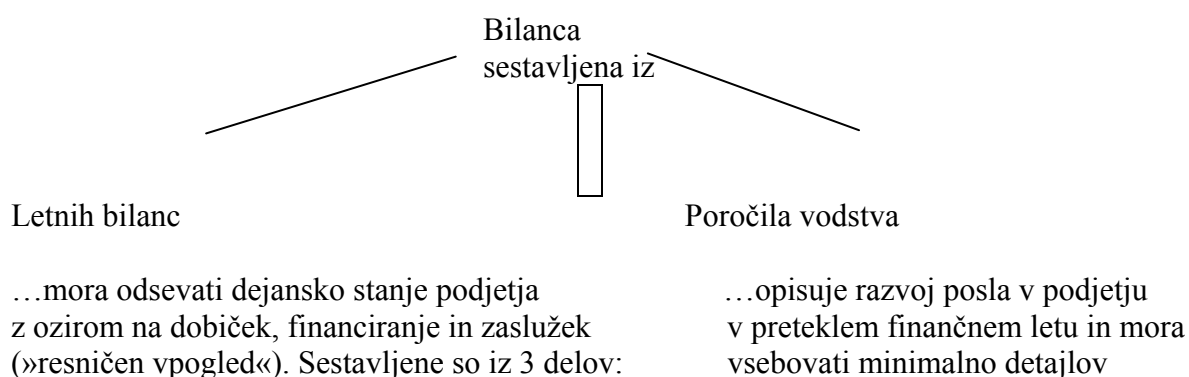 Bilanca
sestavljena iz
Letnih bilanc
Poročila vodstva
…mora odsevati dejansko stanje podjetja
z ozirom na dobiček, financiranje in zaslužek
(»resničen vpogled«). Sestavljene so iz 3 delov:
…opisuje razvoj posla v podjetju
v preteklem finančnem letu in mora
vsebovati minimalno detajlov